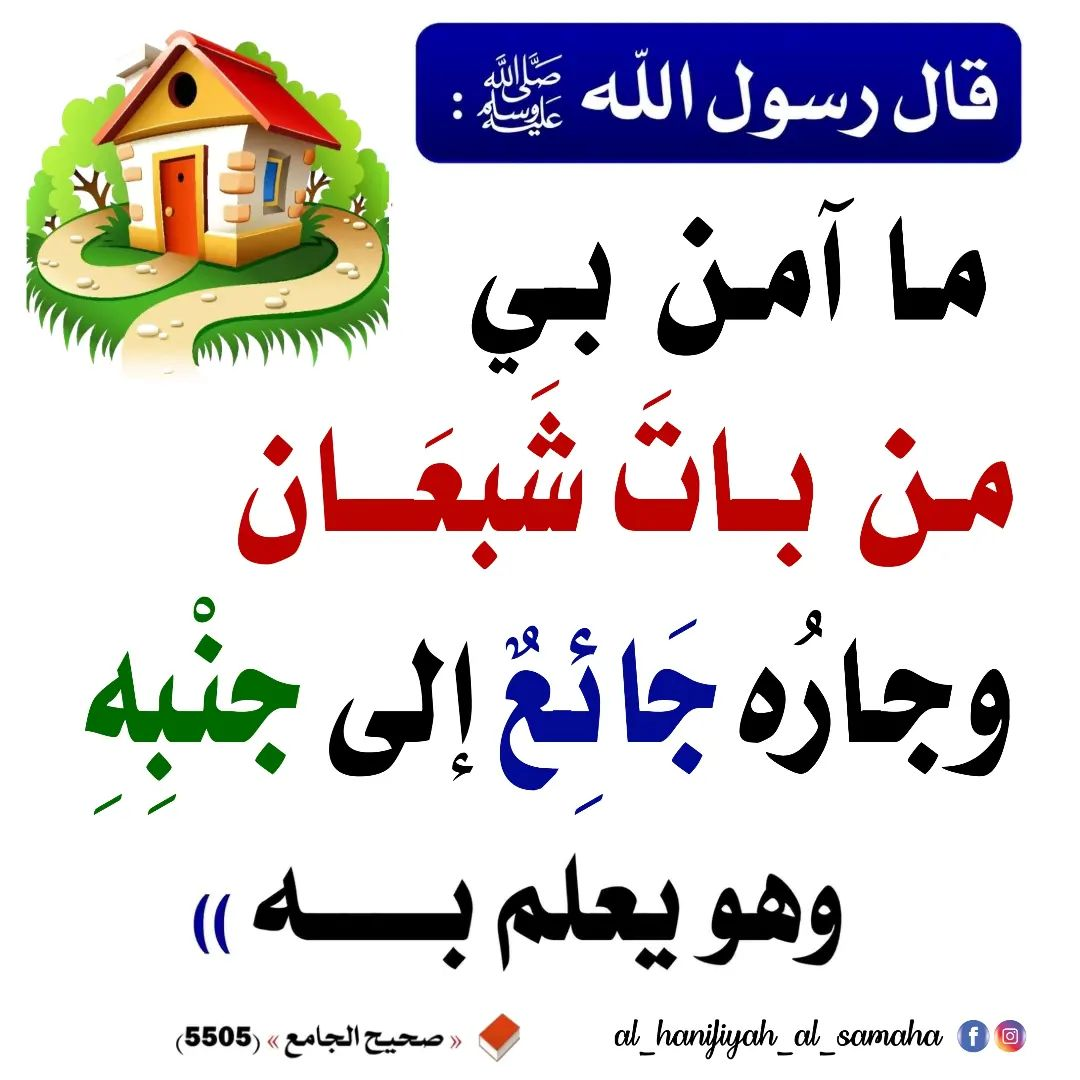 قال رسول الله ﷺ :
ما آمن بي
من باتَ شَبعَــان
وجارُه جَائِعٌ إلى جنْبِهِ
وهو يعلم بــه ))
« صحيح الجامع » (5505)
al_hanifiyah_al_samaha